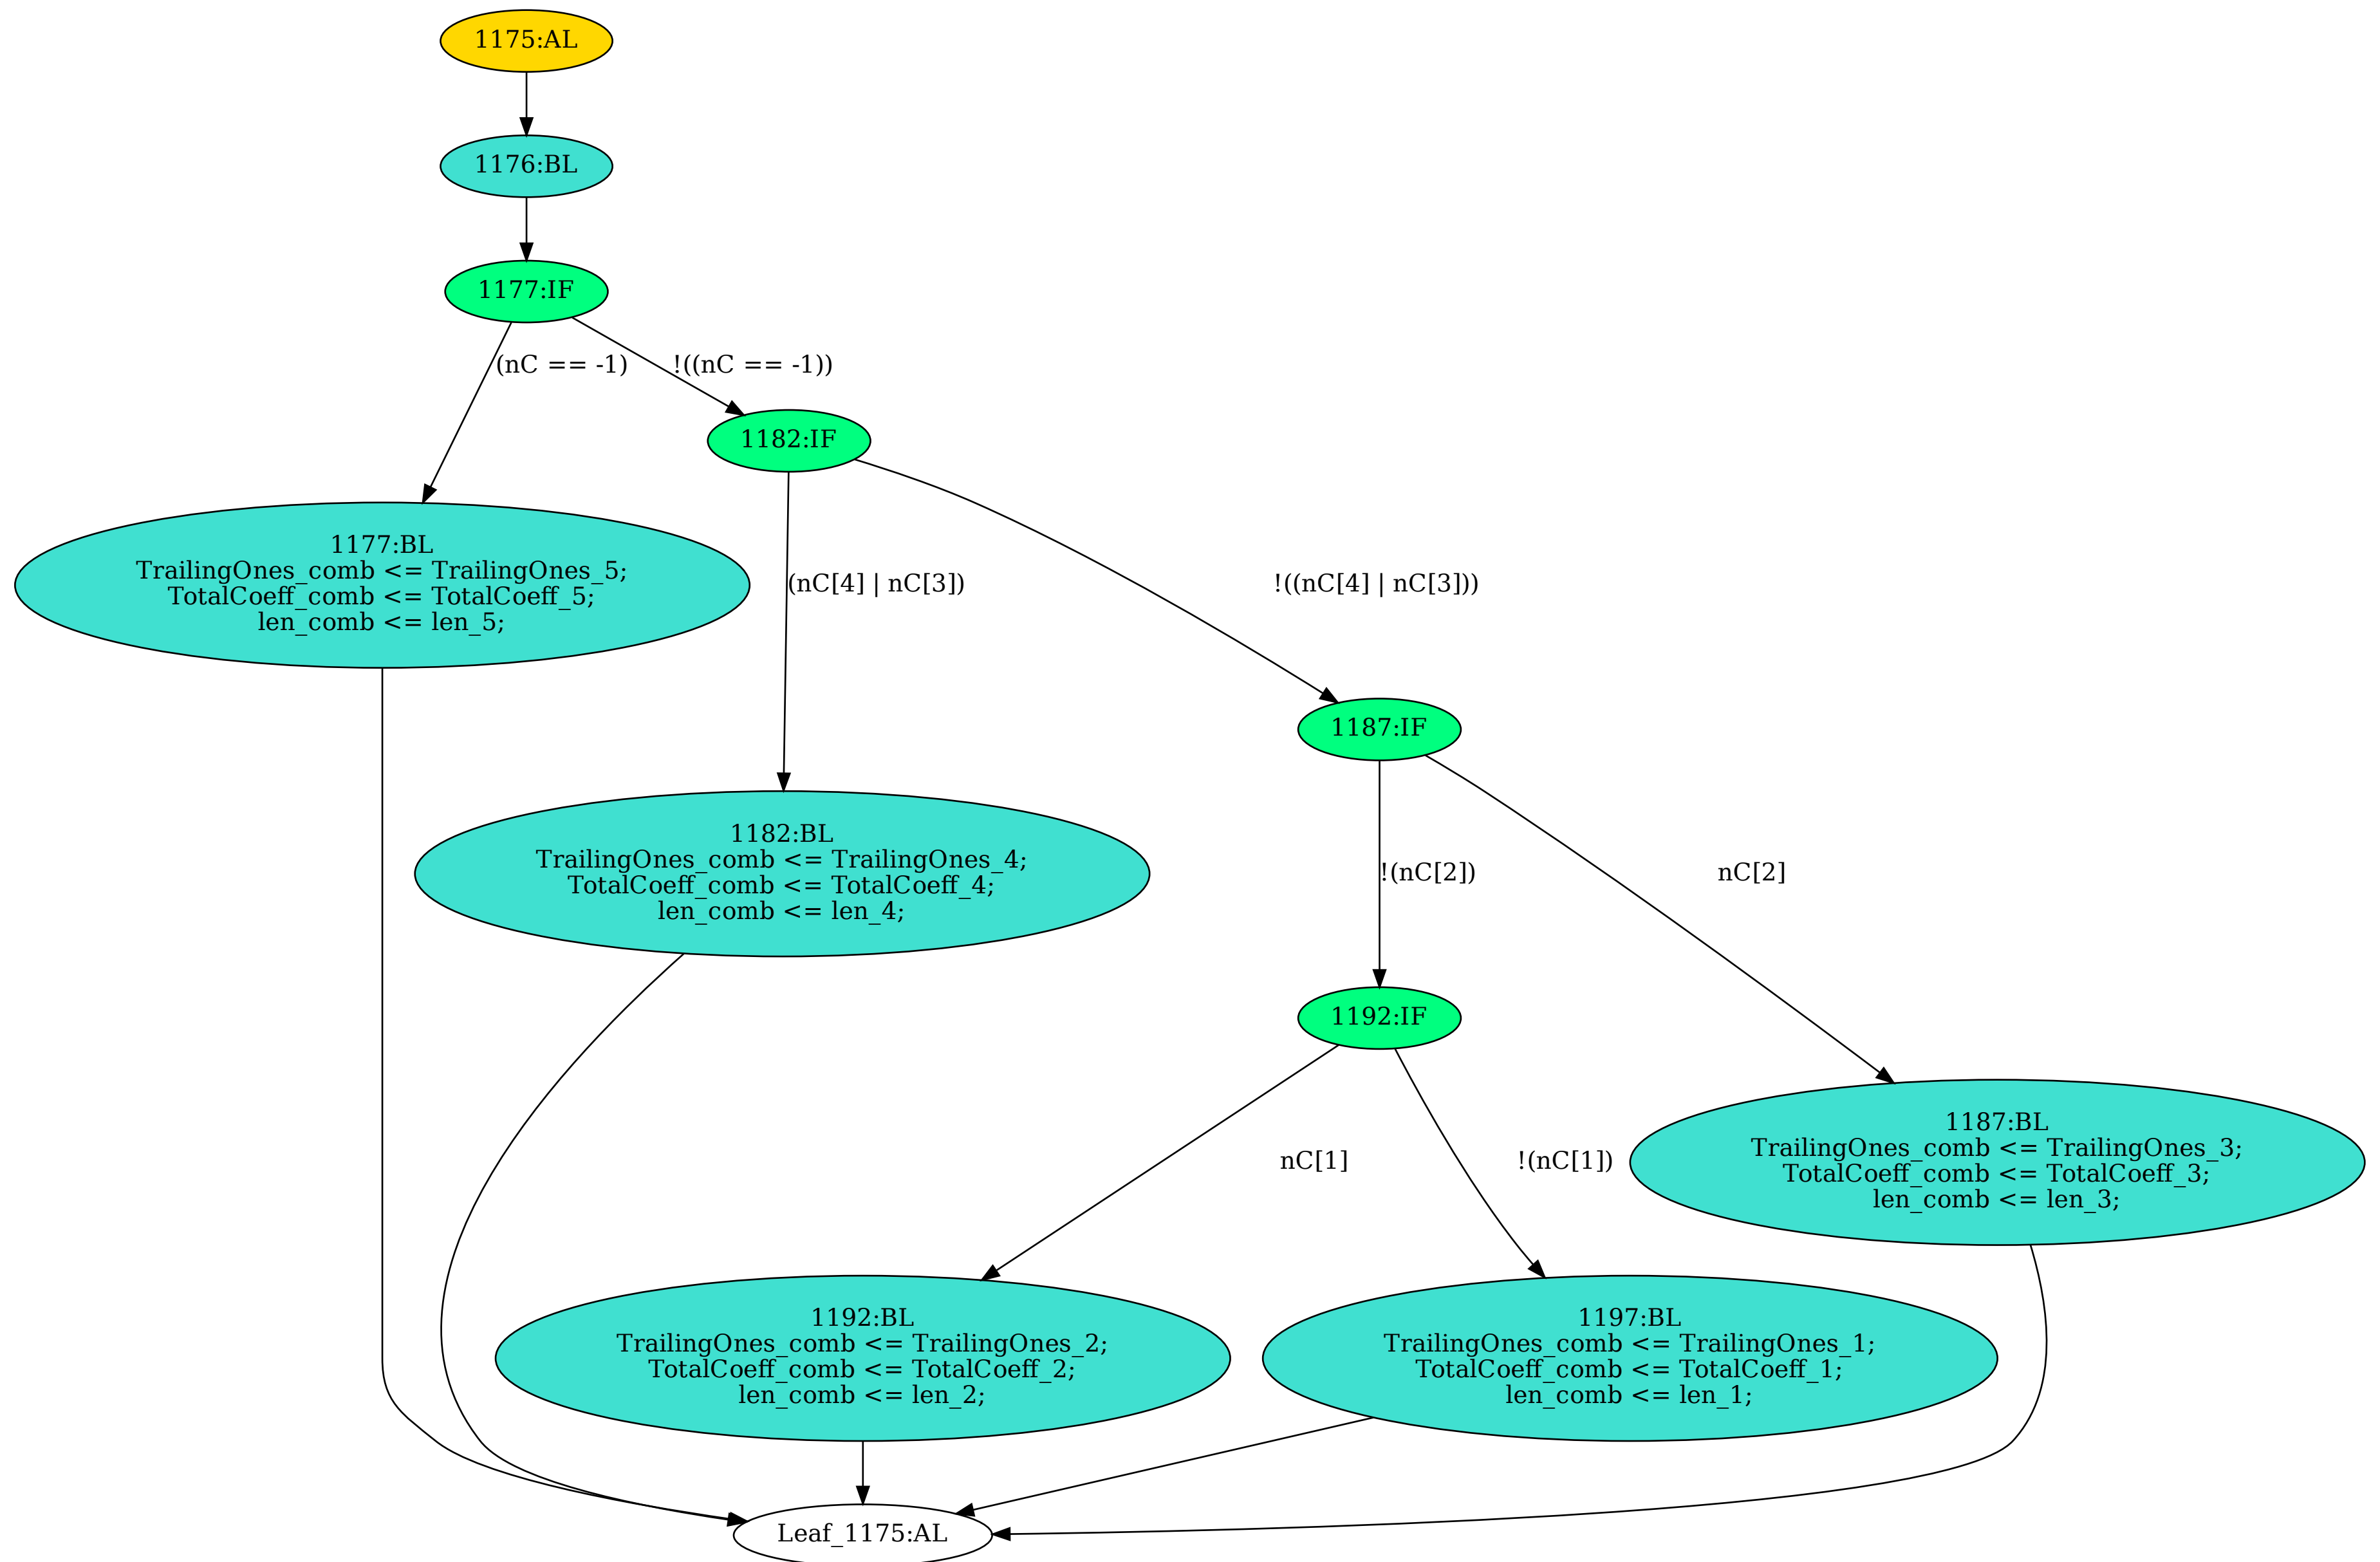 1175:AL
1176:BL
1177:IF
(nC == -1)
!((nC == -1))
1182:IF
1177:BL
TrailingOnes_comb <= TrailingOnes_5;
TotalCoeff_comb <= TotalCoeff_5;
len_comb <= len_5;
(nC[4] | nC[3])
!((nC[4] | nC[3]))
1187:IF
1182:BL
TrailingOnes_comb <= TrailingOnes_4;
TotalCoeff_comb <= TotalCoeff_4;
len_comb <= len_4;
!(nC[2])
nC[2]
1192:IF
nC[1]
!(nC[1])
1187:BL
TrailingOnes_comb <= TrailingOnes_3;
TotalCoeff_comb <= TotalCoeff_3;
len_comb <= len_3;
1192:BL
TrailingOnes_comb <= TrailingOnes_2;
TotalCoeff_comb <= TotalCoeff_2;
len_comb <= len_2;
1197:BL
TrailingOnes_comb <= TrailingOnes_1;
TotalCoeff_comb <= TotalCoeff_1;
len_comb <= len_1;
Leaf_1175:AL